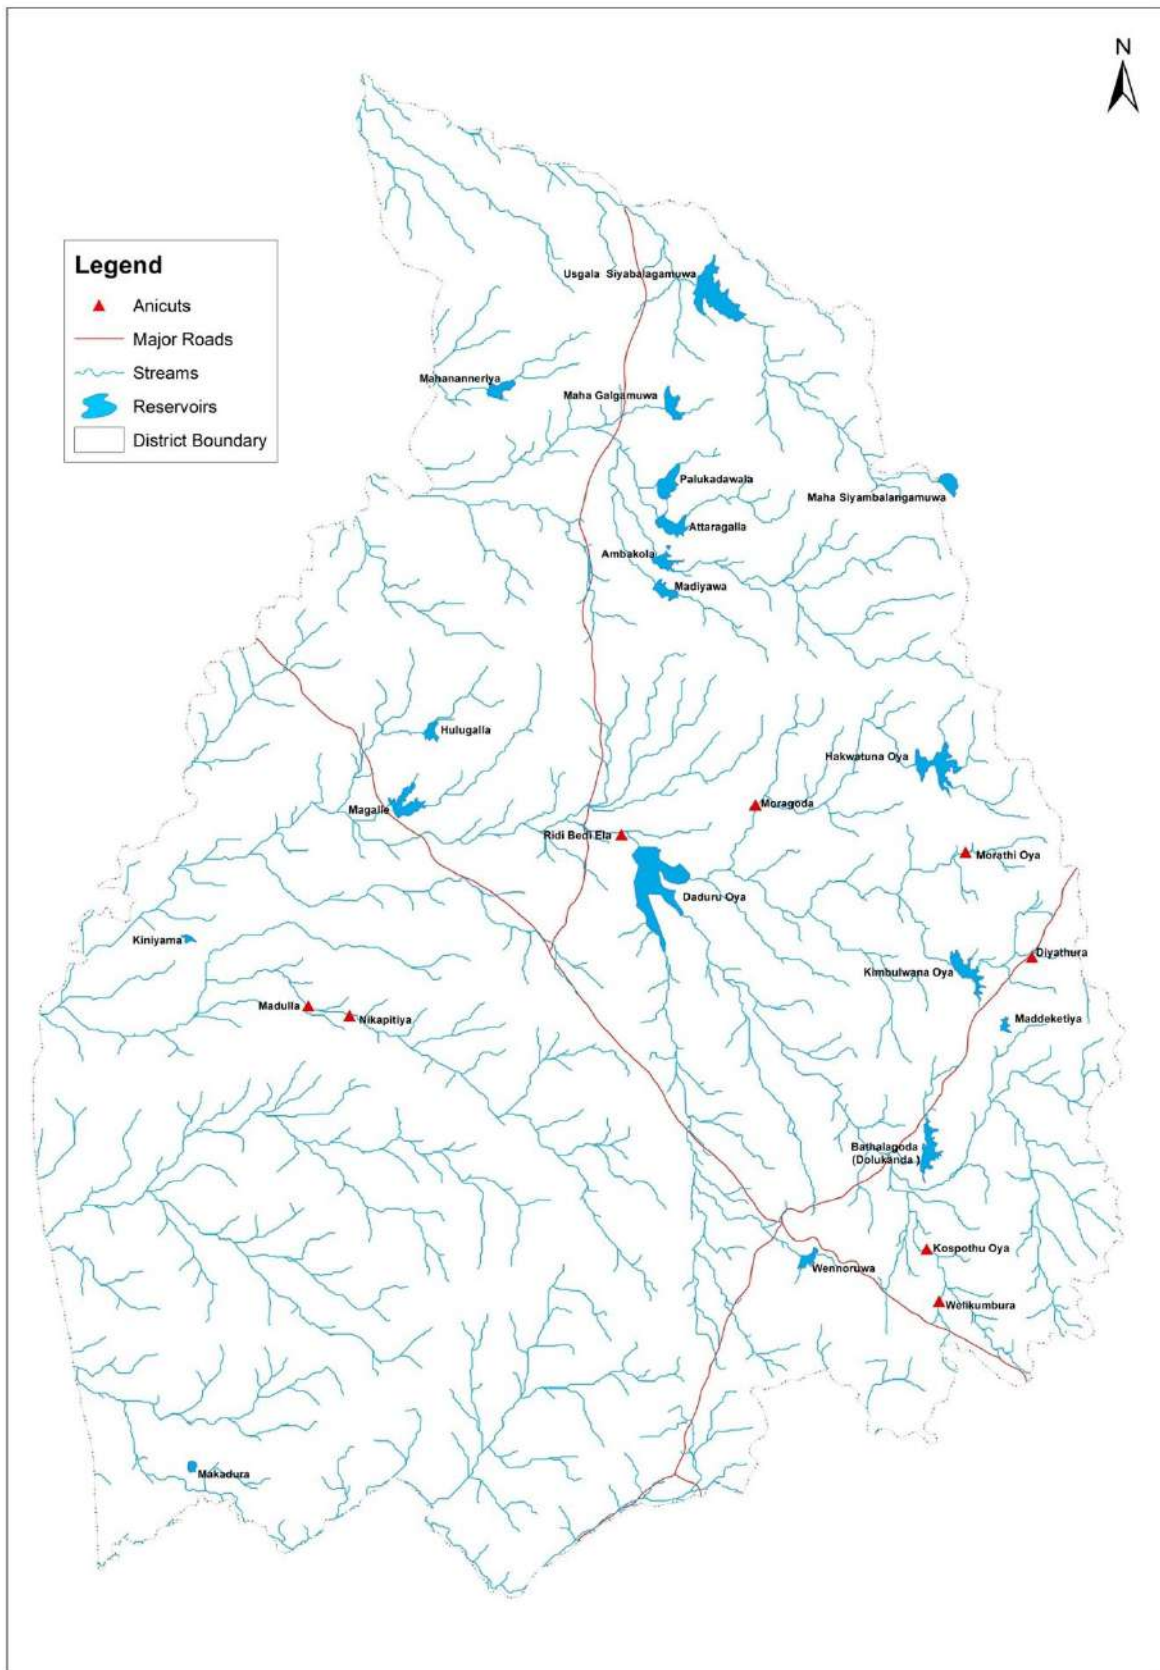 N
Usgala Siyabalagamuwa
Legend
Anicuts
Major Roads
Streams
Reservoirs
District Boundary
Mahananneriya
Maha Galgamuwa
Palukadawala
Maha Siyambalangamuwa
Attaragalla
Ambakola
Madiyawa
Hulugalla
Hakwatuna Oya
Magalle
Moragoda
Ridi Bedi Ela
Morathi Oya
Daduru Oya
Kiniyama
Diyathura
Kimbulwana Oya
Madulla
Nikapitiya
Maddeketiya
Bathalagoda
(Dolukanda )
Kospothu Oya
Wennoruwa
Welikumbura
Makadura